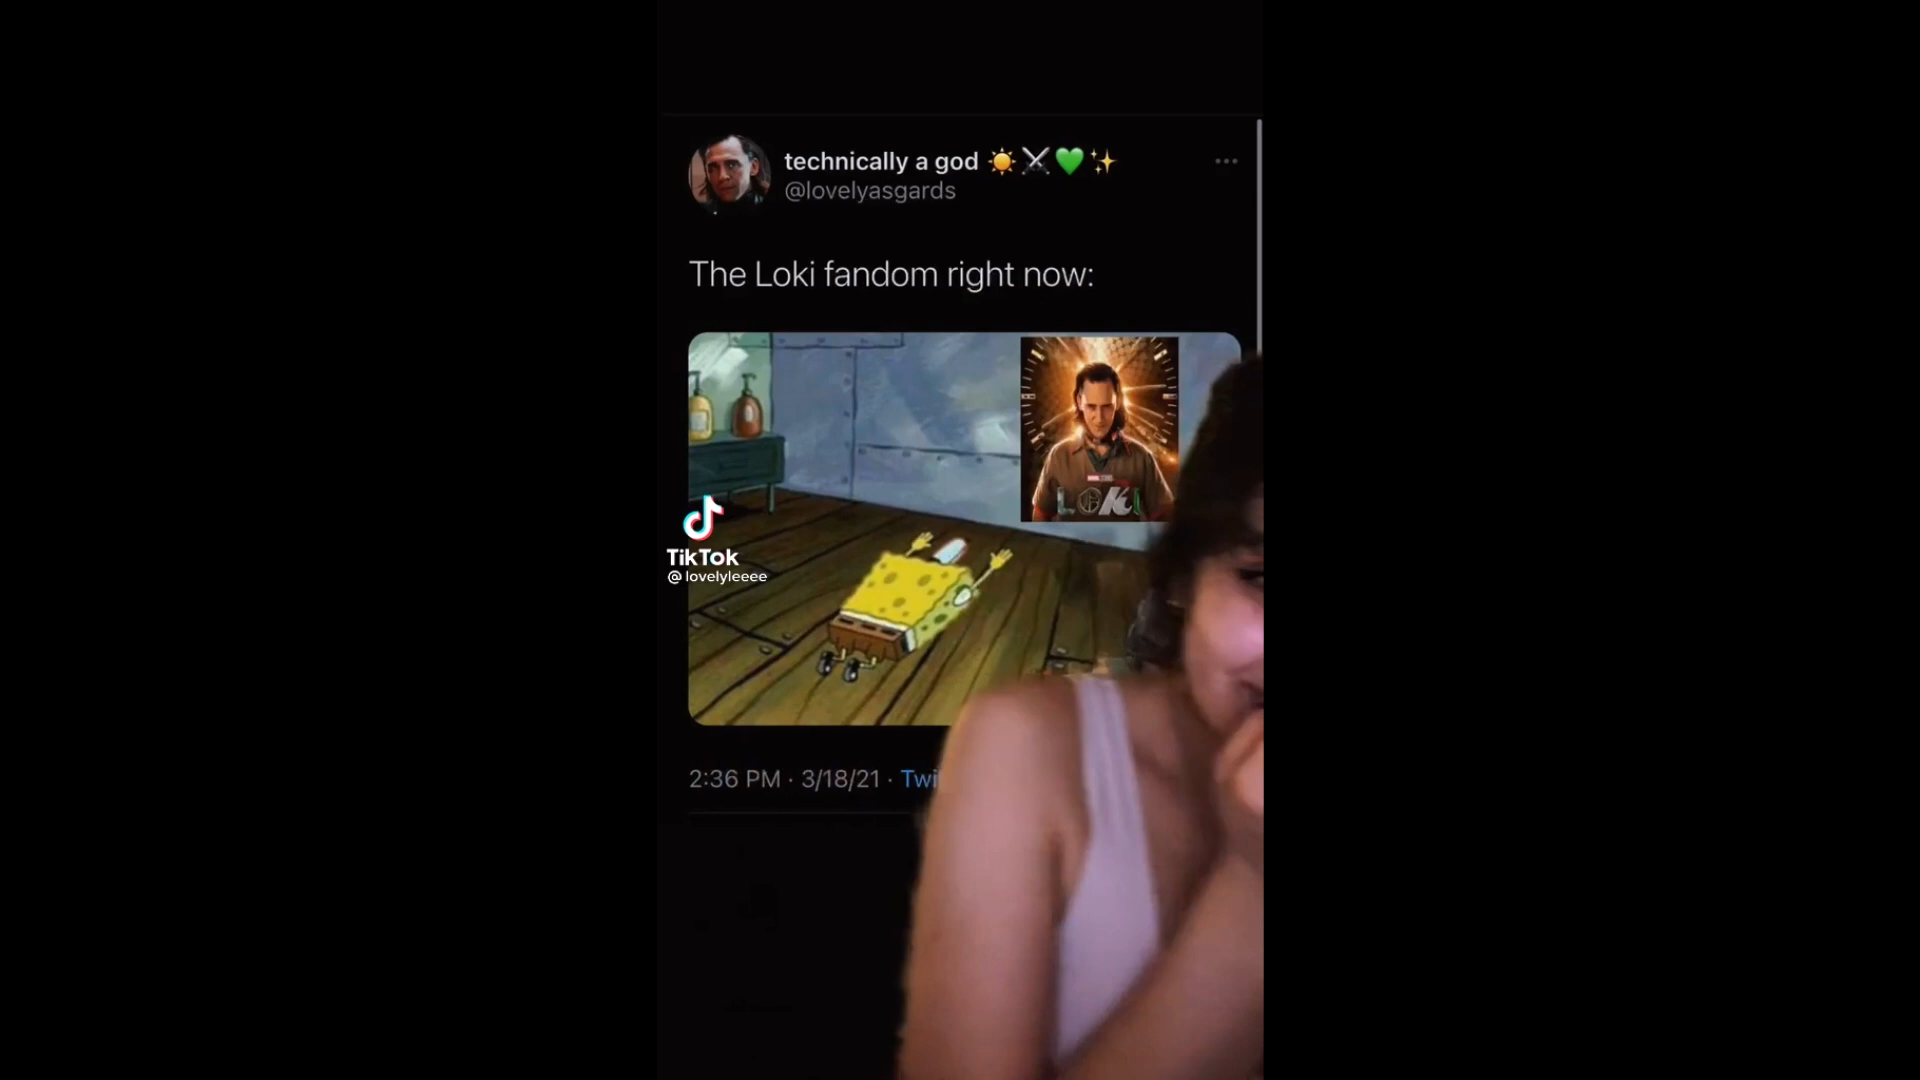 technically a god ☀️⚔️💚✨
@lovelyasgards
The Loki fandom right now:
LOKI
TikTok
@lovelyleeee
2:36 PM · 3/18/21 · Twi